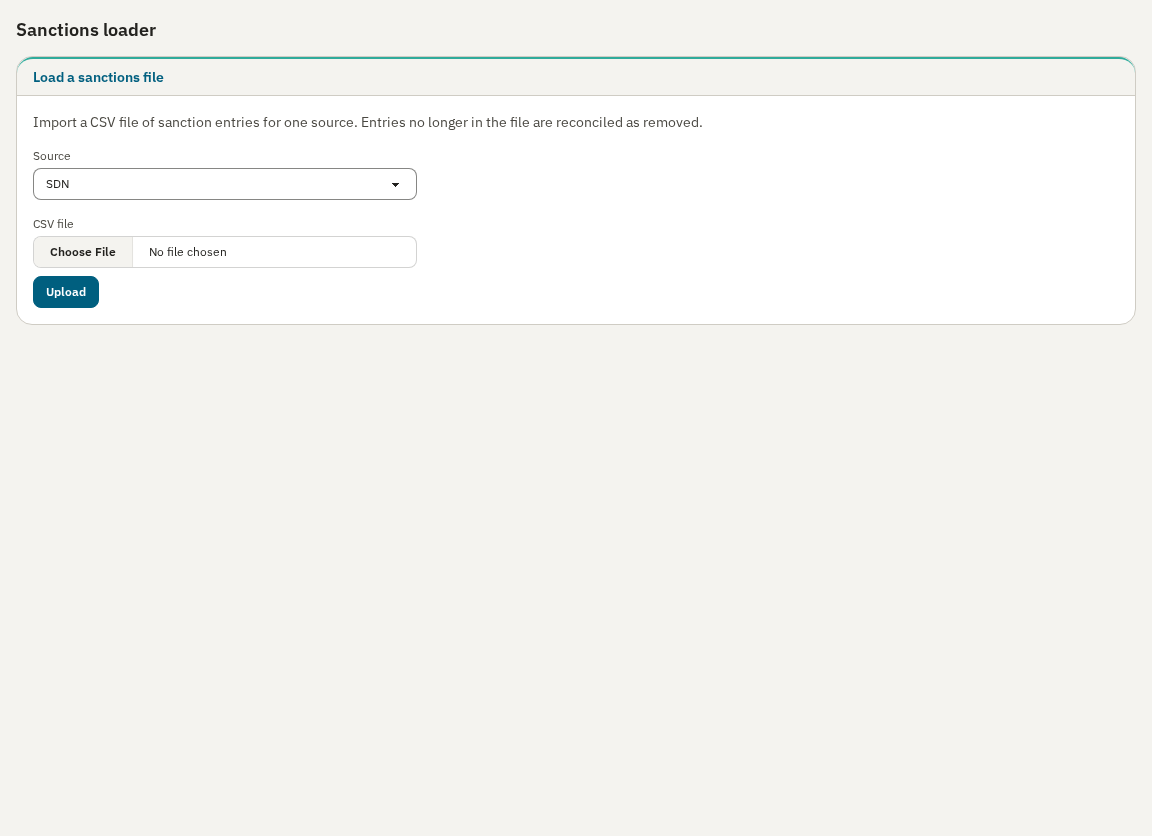 Sanctions loader
Load a sanctions file
Import a CSV file of sanction entries for one source. Entries no longer in the file are reconciled as removed.
Source
SDN
CSV file
Choose File No file chosen
Upload